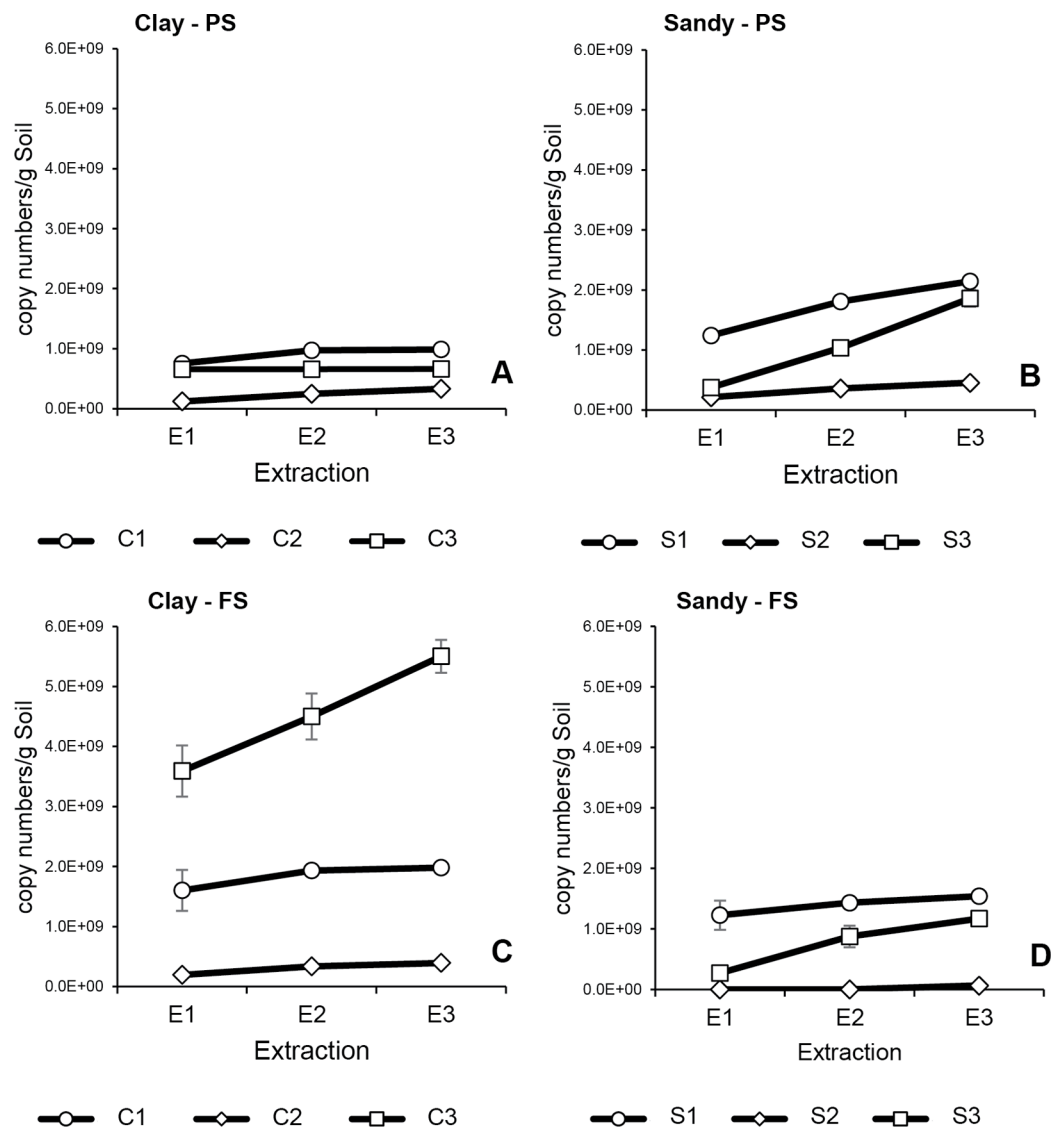 Clay - PS
copy numbers/g Soil
6.0E+09
5.0E+09
4.0E+09
3.0E+09
2.0E+09
1.0E+09
0.0E+00
A
E1 E2 E3
Extraction
C1 C2 C3
Sandy - PS
copy numbers/g Soil
6.0E+09
5.0E+09
4.0E+09
3.0E+09
2.0E+09
1.0E+09
0.0E+00
B
E1 E2 E3
Extraction
S1 S2 S3
Clay - FS
copy numbers/g Soil
6.0E+09
5.0E+09
4.0E+09
3.0E+09
2.0E+09
1.0E+09
0.0E+00
C
E1 E2 E3
Extraction
C1 C2 C3
Sandy - FS
copy numbers/g Soil
6.0E+09
5.0E+09
4.0E+09
3.0E+09
2.0E+09
1.0E+09
0.0E+00
D
E1 E2 E3
Extraction
S1 S2 S3